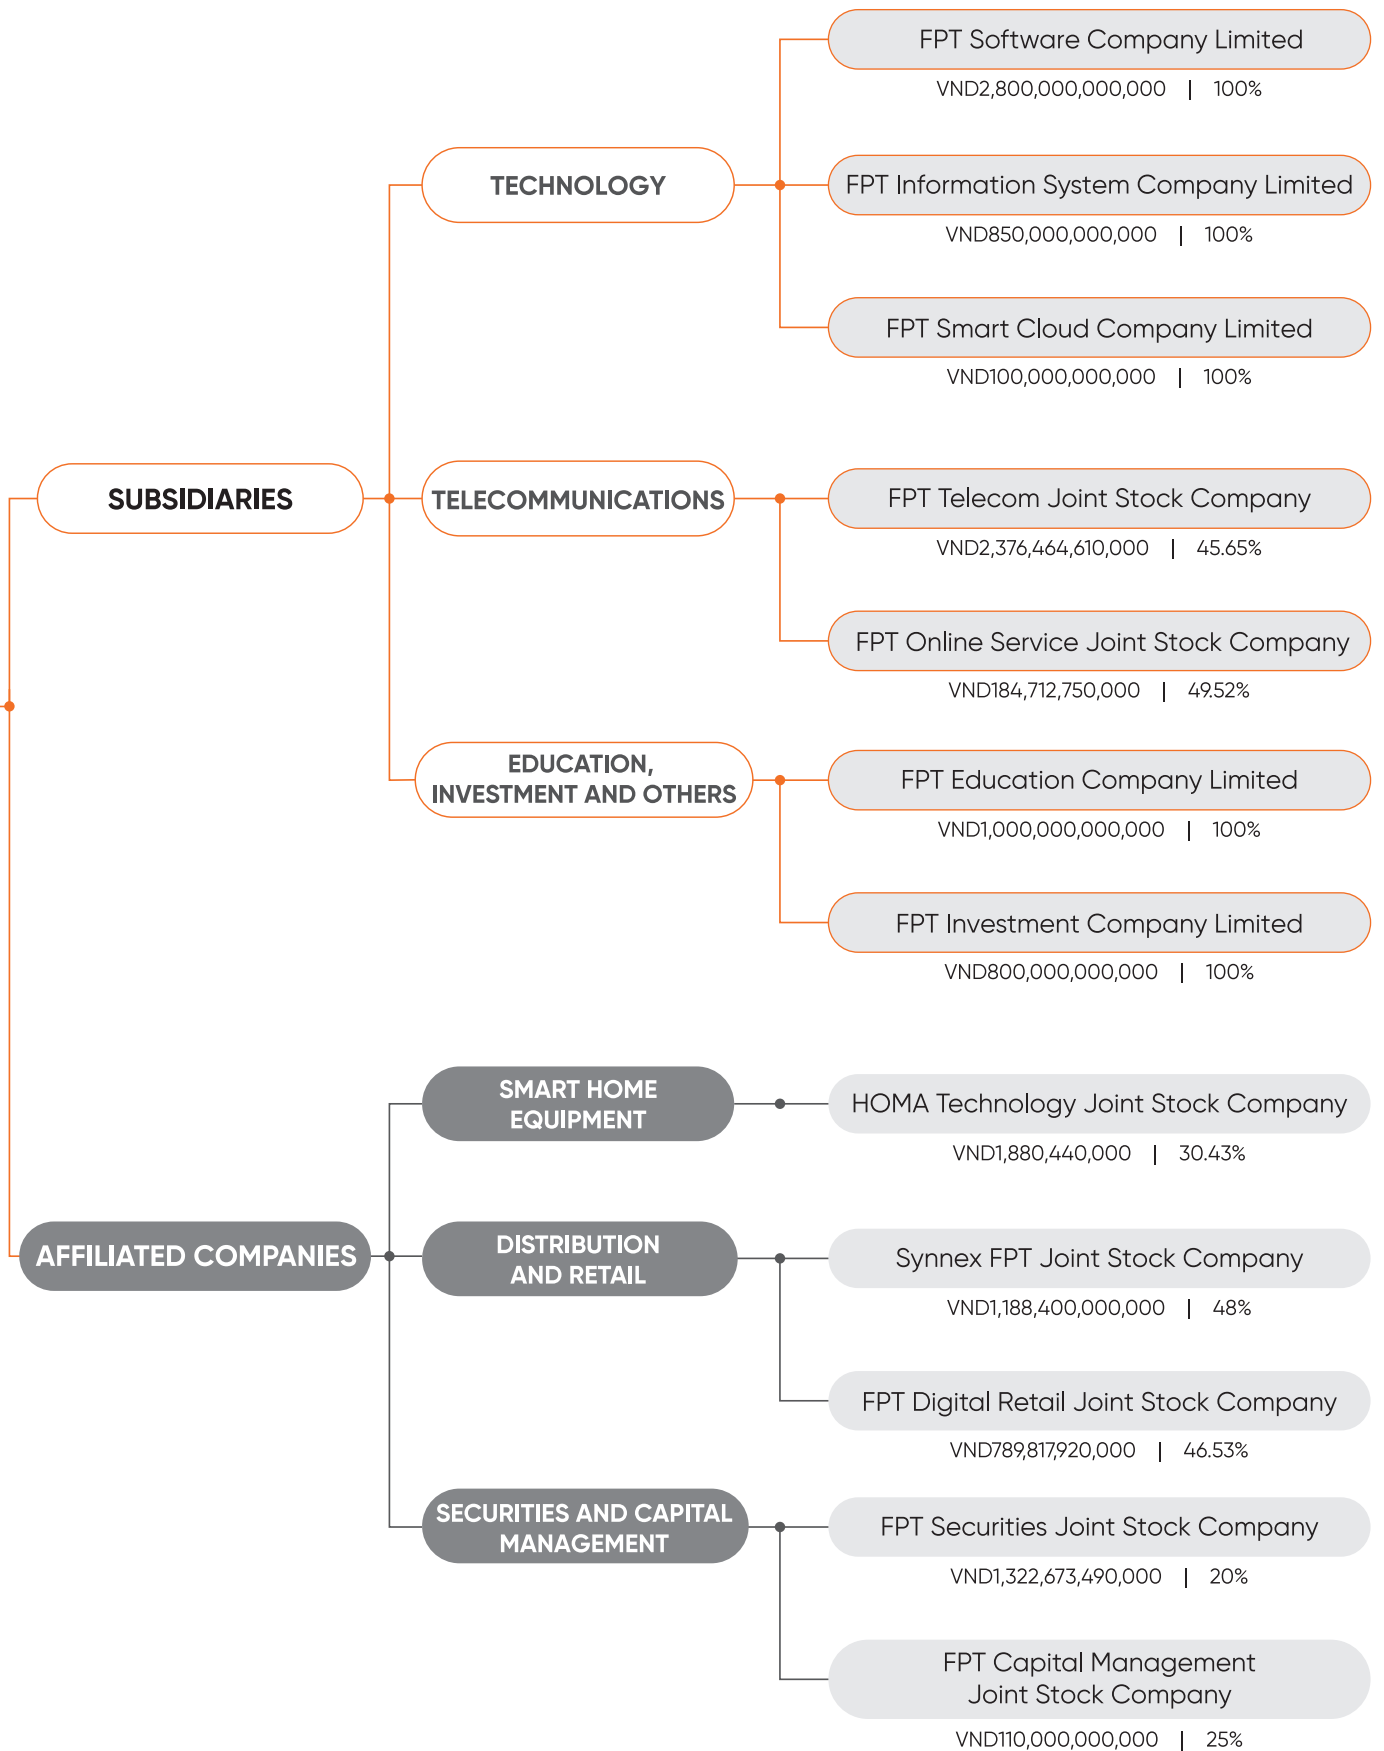 FPT Software Company Limited
VND2,800,000,000,000 | 100%
TECHNOLOGY
FPT Information System Company Limited
VND850,000,000,000 | 100%
FPT Smart Cloud Company Limited
VND100,000,000,000 | 100%
SUBSIDIARIES
TELECOMMUNICATIONS
FPT Telecom Joint Stock Company
VND2,376,464,610,000 | 45.65%
FPT Online Service Joint Stock Company
VND184,712,750,000 | 49.52%
EDUCATION,
INVESTMENT AND OTHERS
FPT Education Company Limited
VND1,000,000,000,000 | 100%
FPT Investment Company Limited
VND800,000,000,000 | 100%
SMART HOME
EQUIPMENT
HOMA Technology Joint Stock Company
VND1,880,440,000 | 30.43%
AFFILIATED COMPANIES
DISTRIBUTION
AND RETAIL
Synnex FPT Joint Stock Company
VND1,188,400,000,000 | 48%
FPT Digital Retail Joint Stock Company
VND789,817,920,000 | 46.53%
SECURITIES AND CAPITAL
MANAGEMENT
FPT Securities Joint Stock Company
VND1,322,673,490,000 | 20%
FPT Capital Management
Joint Stock Company
VND110,000,000,000 | 25%